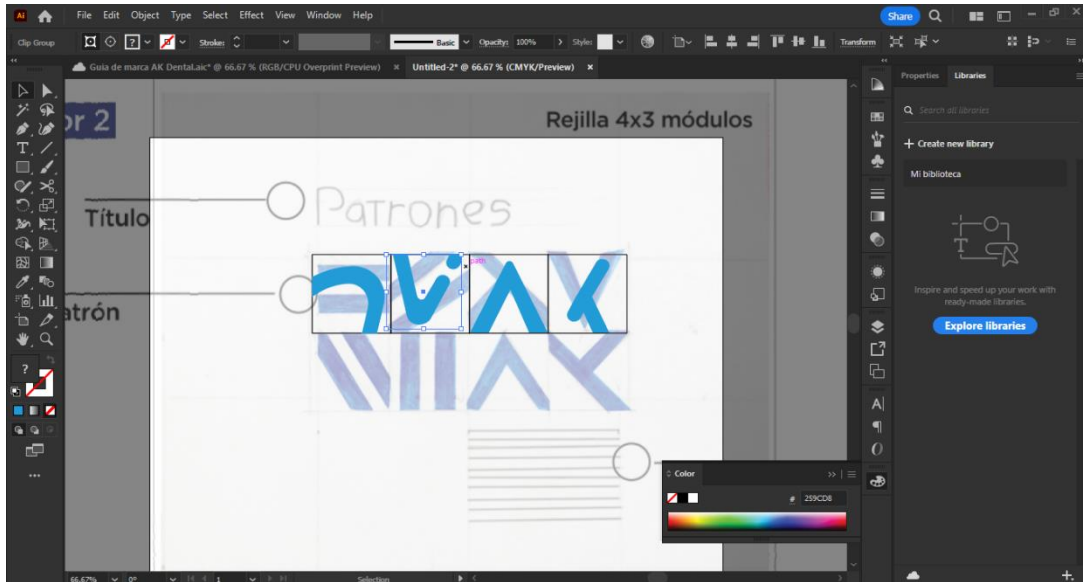 Ai File Edit Object Type Select Effect View Window Help Share
Clip Group ? Stroke: Basic Opacity: 100% Style: Transform
Guia de marca AK Dental.aic* @ 66.67 % (RGB/CPU Overprint Preview) × Untitled-2* @ 66.67 % (CMYK/Preview) ×
Properties Libraries
Search all libraries
+ Create new library
Mi biblioteca
Inspire and speed up your work with
ready-made libraries.
Explore libraries
or 2
Rejilla 4x3 módulos
Título
Patrones
path
atrón
AK
Color
# 259CD8
66.67% 0° 1 Selection